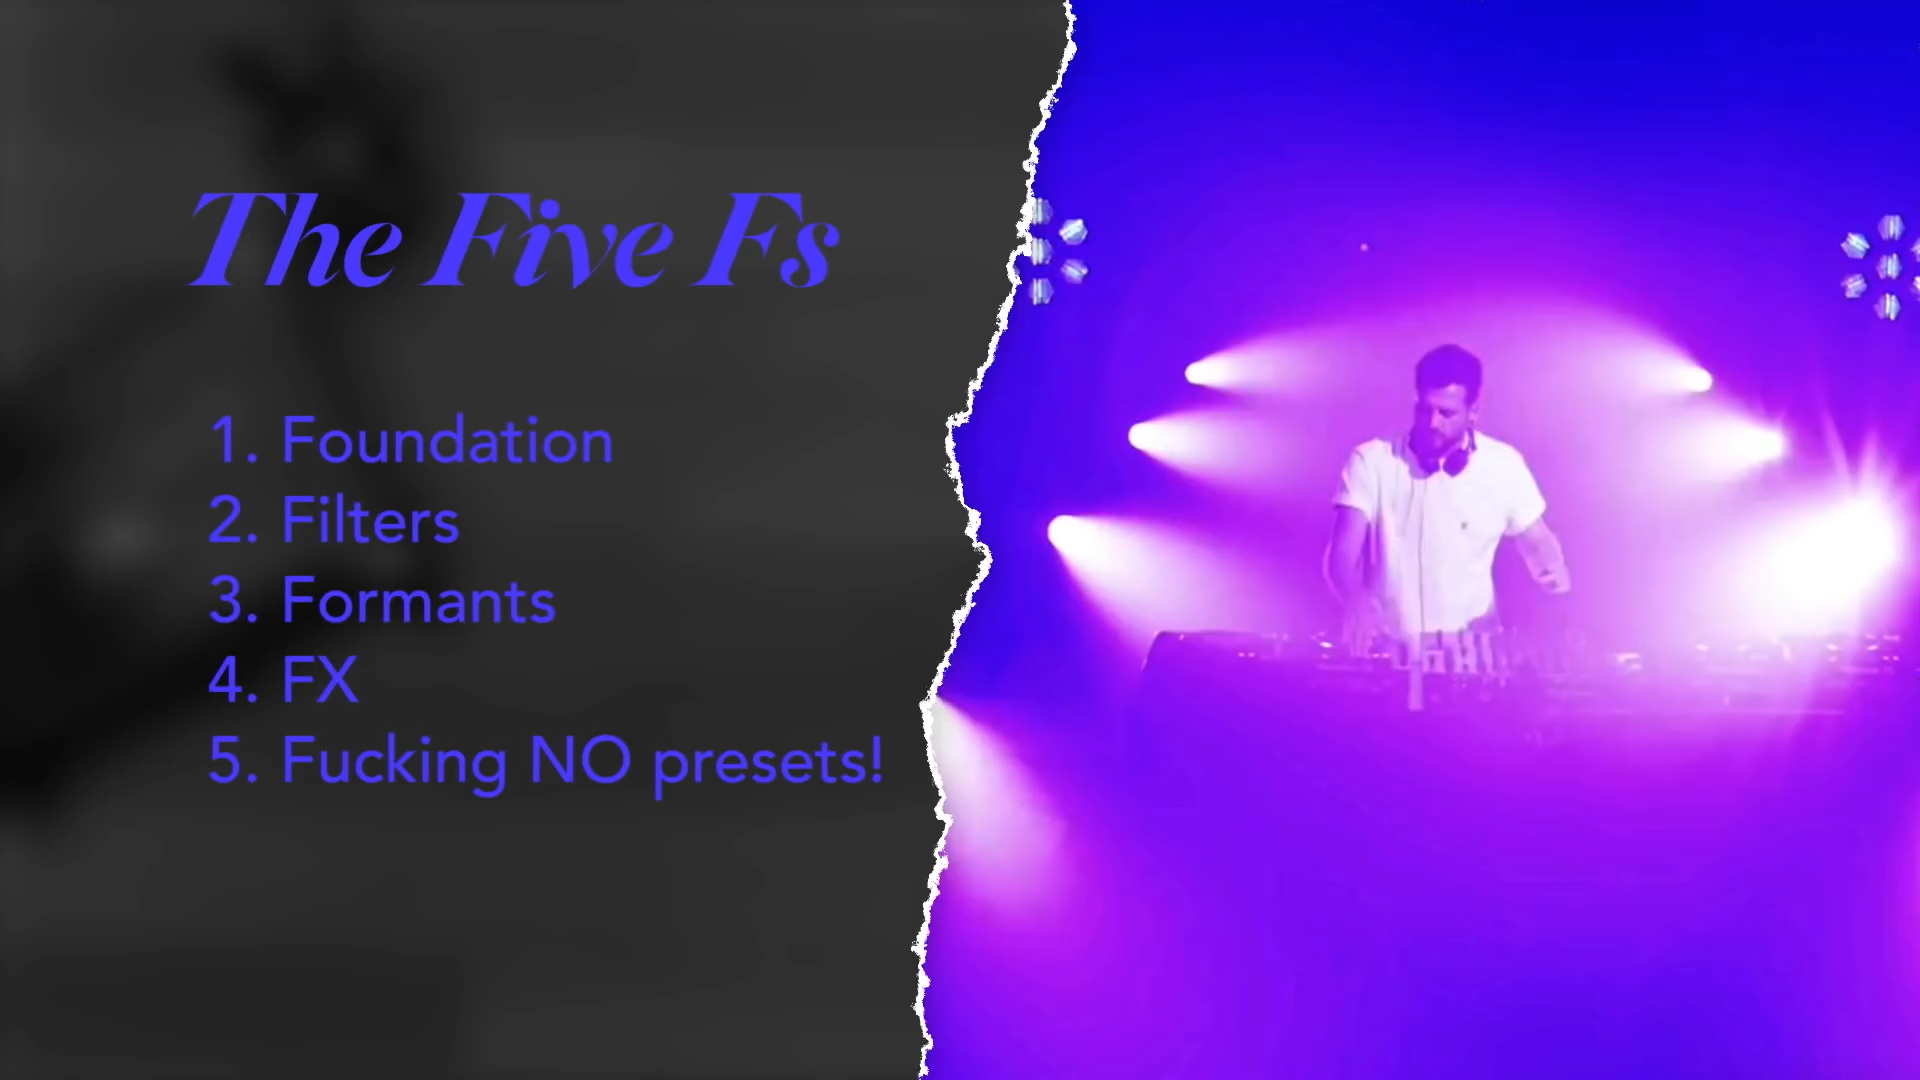 The Five Fs
1. Foundation
2. Filters
3. Formants
4. FX
5. Fucking NO presets!